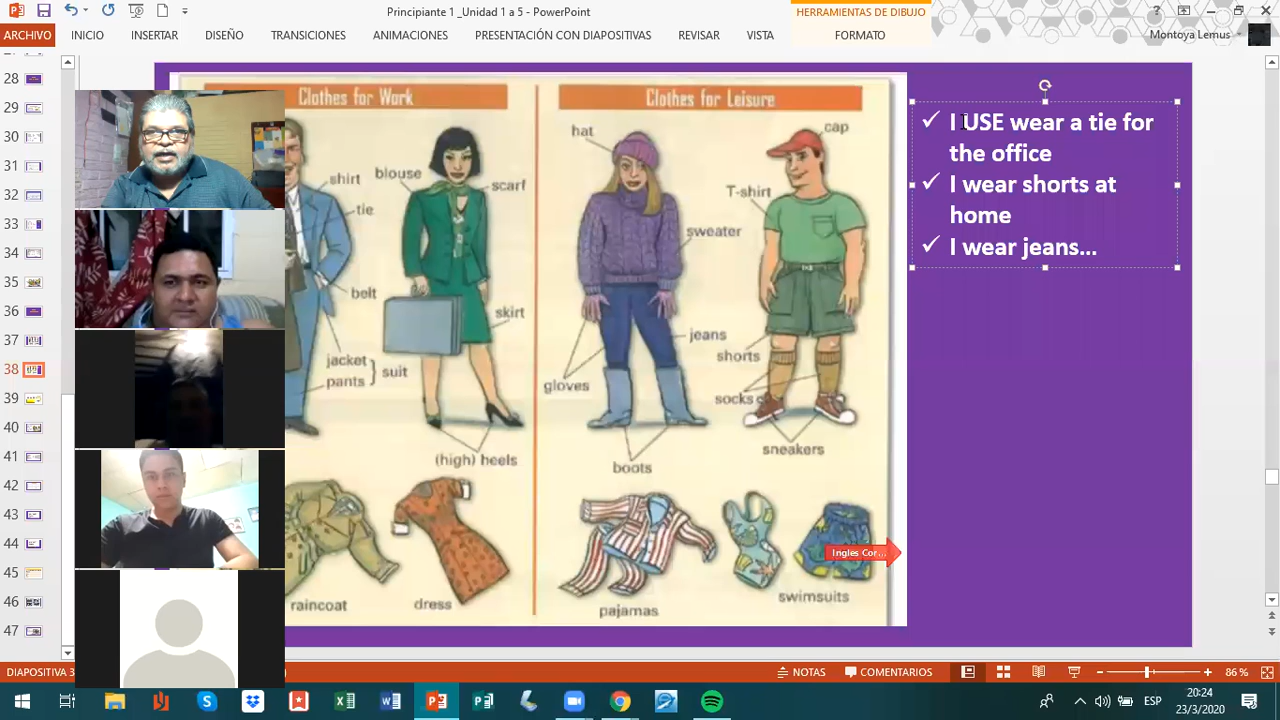 Principiante 1 _Unidad 1 a 5 - PowerPoint
HERRAMIENTAS DE DIBUJO
ARCHIVO INICIO INSERTAR DISEÑO TRANSICIONES ANIMACIONES PRESENTACIÓN CON DIAPOSITIVAS REVISAR VISTA FORMATO
Montoya Lemus
28
29
30
31
32
33
34
35
36
37
38
39
40
41
42
43
44
45
46
47
Clothes for Work
shirt
tie
belt
jacket
pants
suit
blouse
scarf
skirt
(high) heels
raincoat
dress
Clothes for Leisure
hat
cap
T-shirt
sweater
jeans
shorts
gloves
socks
boots
sneakers
pajamas
swimsuits
Ingles Cor...
✓ I USE wear a tie for
the office
✓ I wear shorts at
home
✓ I wear jeans...
DIAPOSITIVA 3
NOTAS
COMENTARIOS
86 %
ESP
20:24
23/3/2020